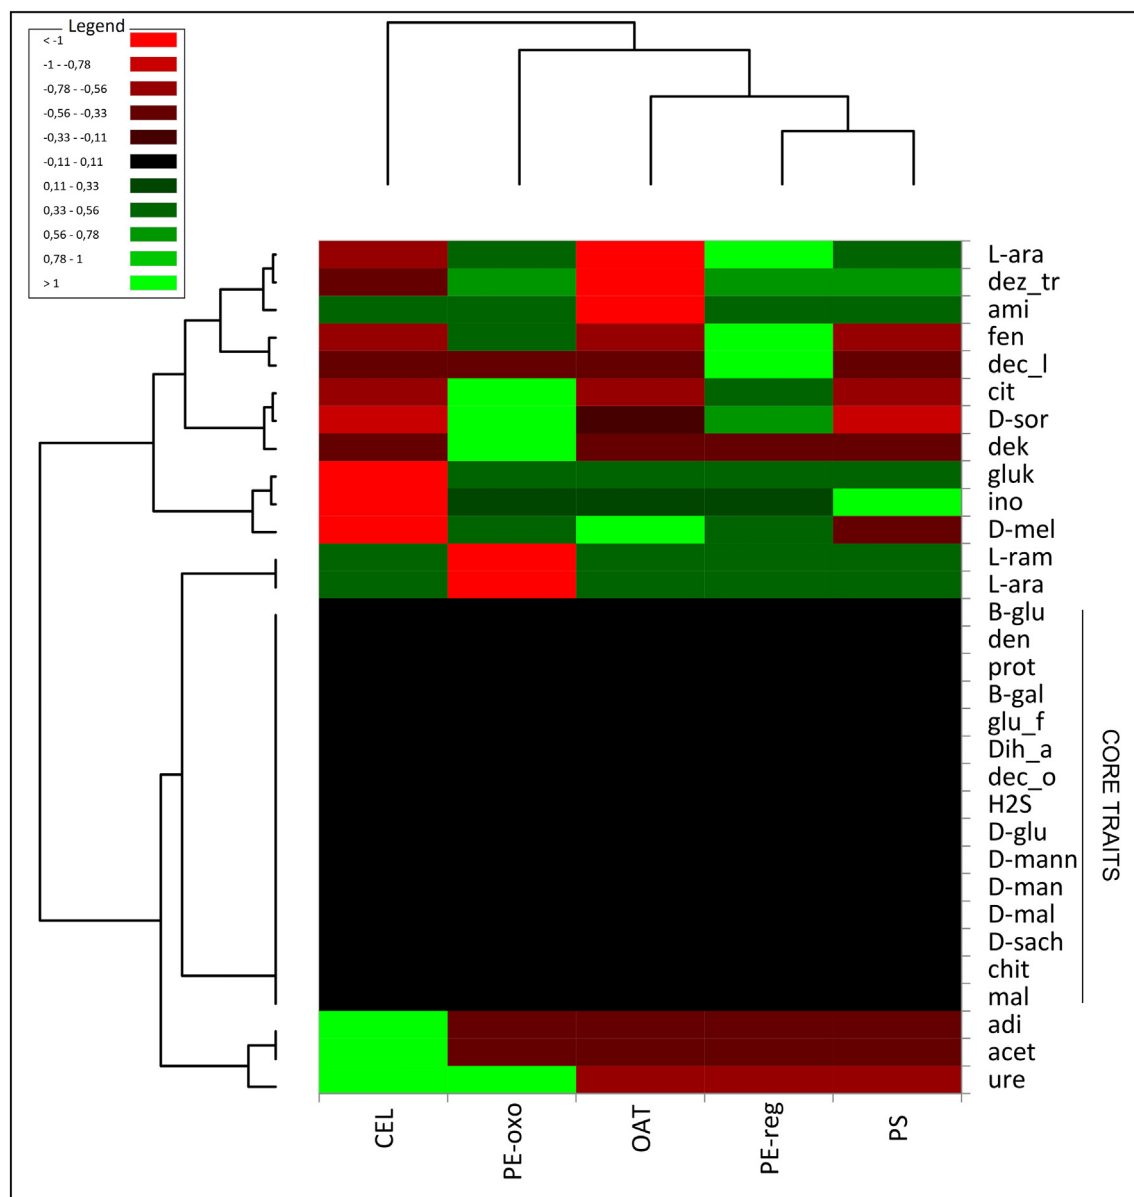 Legend
< -1
-1 - -0,78
-0,78 - -0,56
-0,56 - -0,33
-0,33 - -0,11
-0,11 - 0,11
0,11 - 0,33
0,33 - 0,56
0,56 - 0,78
0,78 - 1
> 1
L-ara
dez_tr
ami
fen
dec_l
cit
D-sor
dek
gluk
ino
D-mel
L-ram
L-ara
B-glu
den
prot
B-gal
glu_f
Dih_a
dec_o
H2S
D-glu
D-mann
D-man
D-mal
D-sach
chit
mal
adi
acet
ure
CORE TRAITS
CEL
PE-oxo
OAT
PE-reg
PS